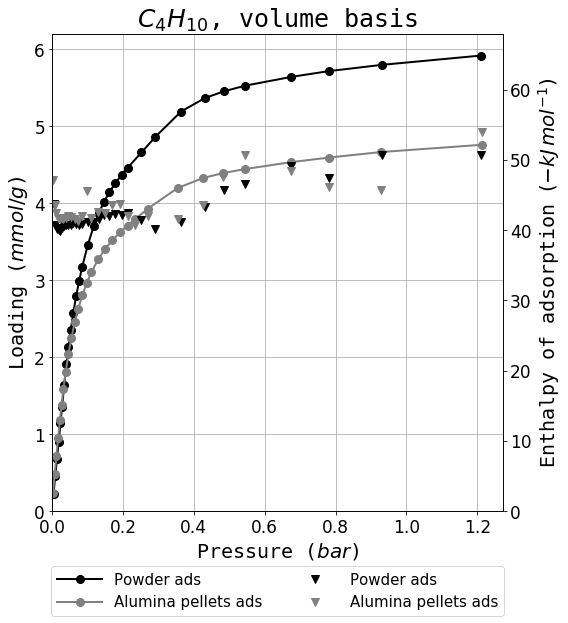 C₄H₁₀, volume basis
6
5
4
3
2
1
0
Loading (mmol/g)
60
50
40
30
20
10
0
Enthalpy of adsorption (−kJ mol⁻¹)
0.0 0.2 0.4 0.6 0.8 1.0 1.2
Pressure (bar)
Powder ads Powder ads
Alumina pellets ads Alumina pellets ads